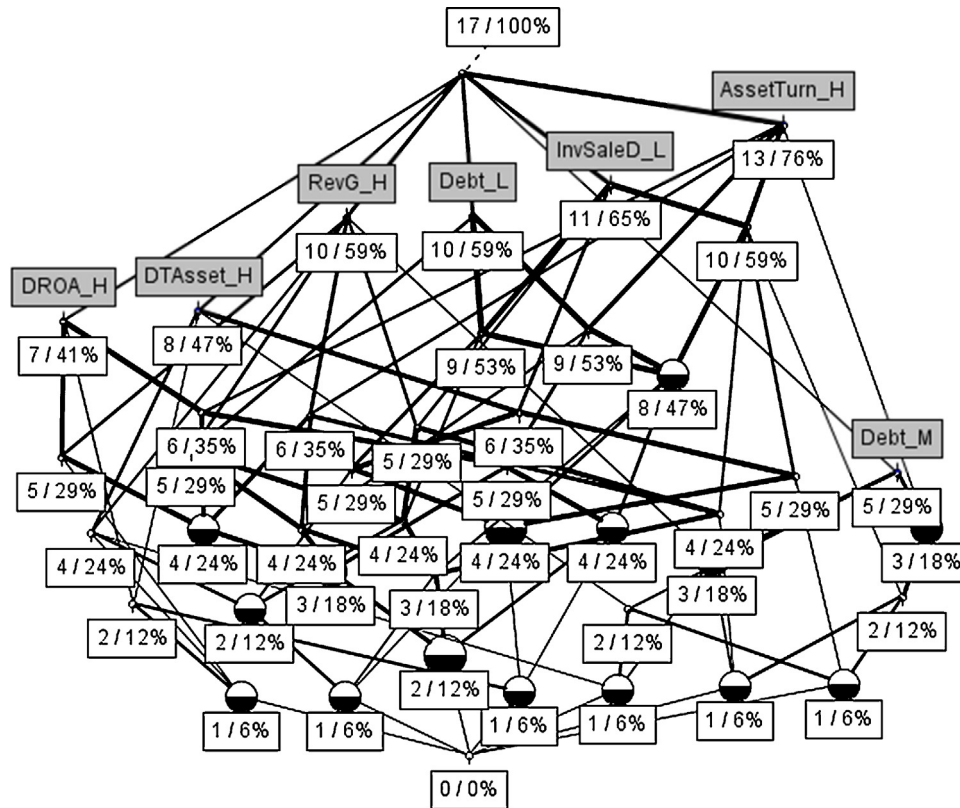 17 / 100%
AssetTurn_H
InvSaleD_L
13 / 76%
RevG_H
Debt_L
11 / 65%
10 / 59%
10 / 59%
10 / 59%
DROA_H
DTAsset_H
7 / 41%
8 / 47%
9 / 53%
9 / 53%
8 / 47%
Debt_M
6 / 35%
6 / 35%
5 / 29%
6 / 35%
5 / 29%
5 / 29%
5 / 29%
5 / 29%
5 / 29%
5 / 29%
4 / 24%
4 / 24%
4 / 24%
4 / 24%
4 / 24%
4 / 24%
4 / 24%
3 / 18%
3 / 18%
3 / 18%
3 / 18%
2 / 12%
2 / 12%
2 / 12%
2 / 12%
2 / 12%
1 / 6%
1 / 6%
1 / 6%
1 / 6%
1 / 6%
1 / 6%
0 / 0%